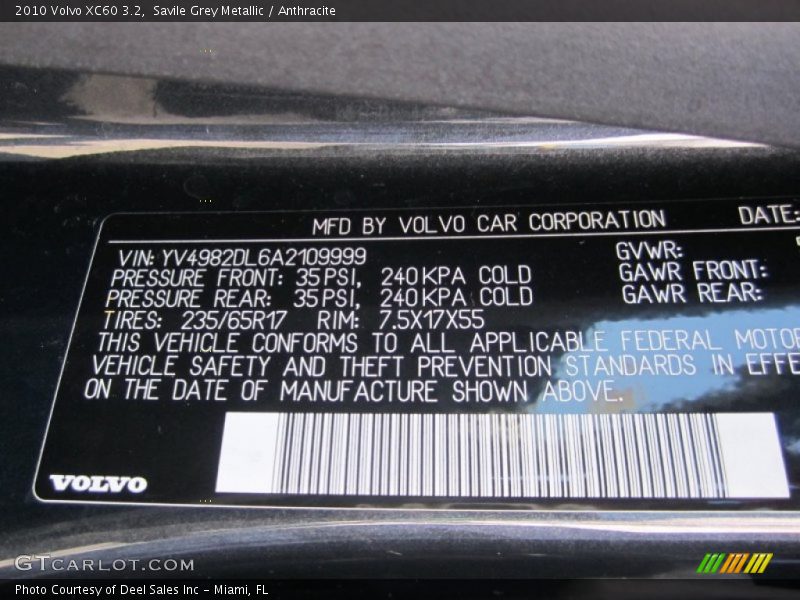 2010 Volvo XC60 3.2, Savile Grey Metallic / Anthracite
MFD BY VOLVO CAR CORPORATION DATE:
VIN: YV4982DL6A2109999 GVWR:
PRESSURE FRONT: 35 PSI, 240 KPA COLD GAWR FRONT:
PRESSURE REAR: 35 PSI, 240 KPA COLD GAWR REAR:
TIRES: 235/65R17 RIM: 7.5X17X55
THIS VEHICLE CONFORMS TO ALL APPLICABLE FEDERAL MOTOR
VEHICLE SAFETY AND THEFT PREVENTION STANDARDS IN EFFE
ON THE DATE OF MANUFACTURE SHOWN ABOVE.
VOLVO
GTCARLOT.COM
Photo Courtesy of Deel Sales Inc - Miami, FL